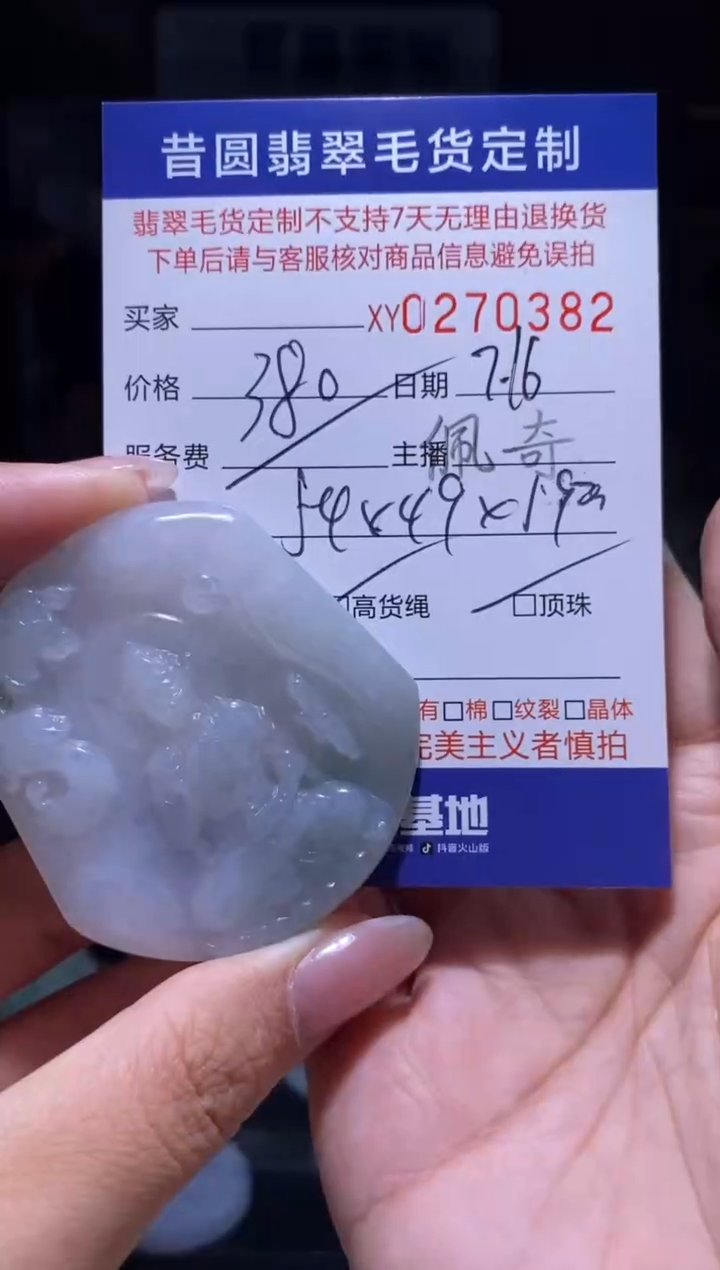 昔圆翡翠毛货定制
翡翠毛货定制不支持7天无理由退换货
下单后请与客服核对商品信息避免误拍
买家 XY0270382
价格 380 日期 7.16
服务费 主播 佩奇
54x49x19
高货绳 □顶珠
有□棉□纹裂□晶体
完美主义者慎拍
基地
抖音火山版